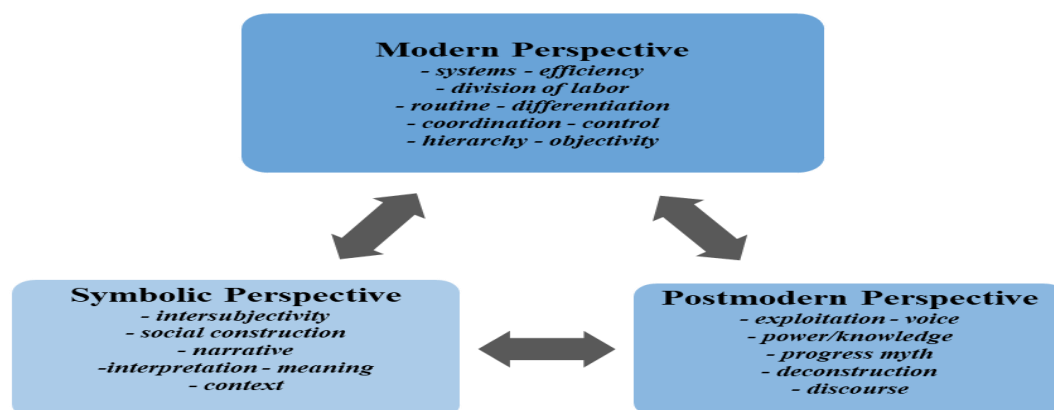 Modern Perspective
- systems - efficiency
- division of labor
- routine - differentiation
- coordination - control
- hierarchy - objectivity
Symbolic Perspective
- intersubjectivity
- social construction
- narrative
-interpretation - meaning
- context
Postmodern Perspective
- exploitation - voice
- power/knowledge
- progress myth
- deconstruction
- discourse